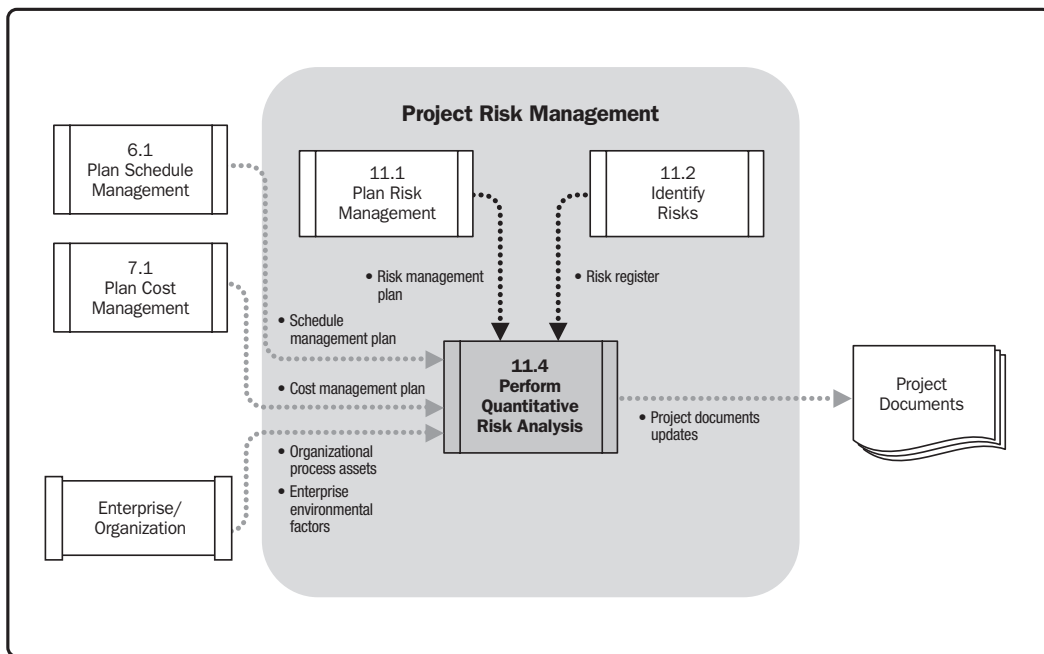 Project Risk Management
6.1
Plan Schedule
Management
11.1
Plan Risk
Management
11.2
Identify
Risks
7.1
Plan Cost
Management
• Risk management
plan
• Risk register
• Schedule
management plan
• Cost management plan
11.4
Perform
Quantitative
Risk Analysis
Project
Documents
• Project documents
updates
• Organizational
process assets
• Enterprise
environmental
factors
Enterprise/
Organization